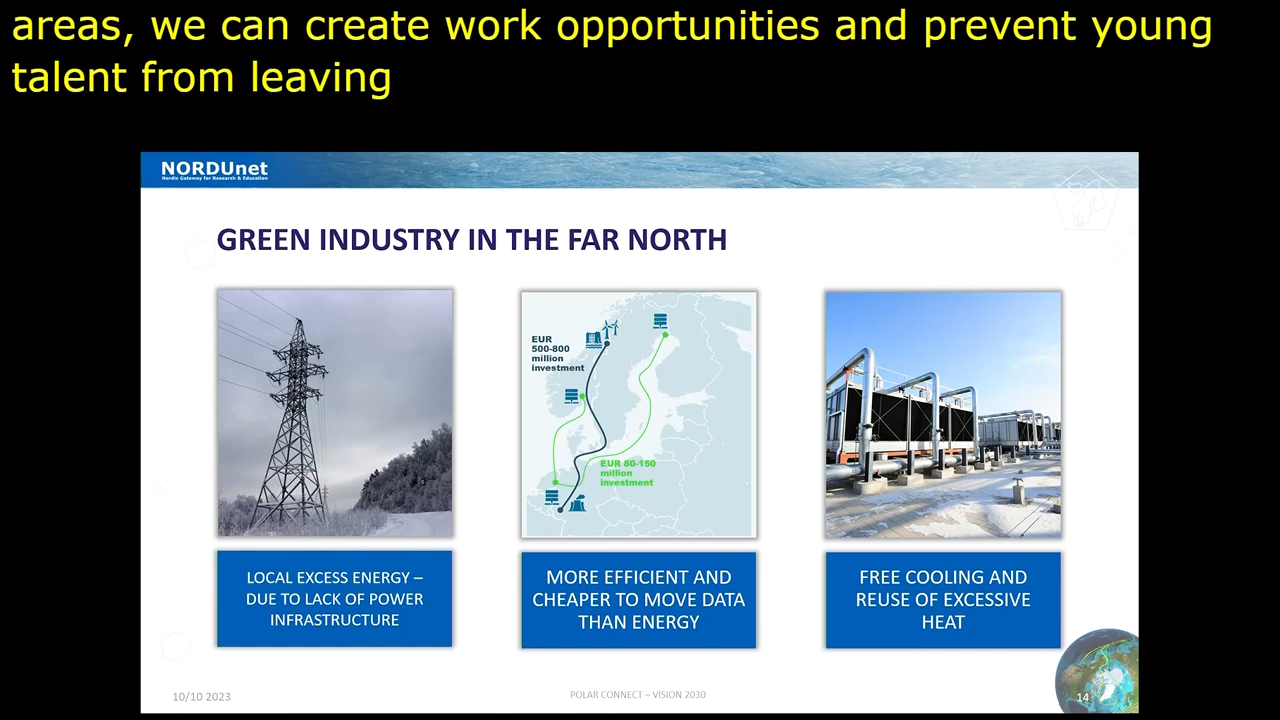 areas, we can create work opportunities and prevent young
talent from leaving
NORDUnet
Nordic Gateway for Research & Education
GREEN INDUSTRY IN THE FAR NORTH
EUR
500-800
million
investment
EUR 80-150
million
investment
LOCAL EXCESS ENERGY –
DUE TO LACK OF POWER
INFRASTRUCTURE
MORE EFFICIENT AND
CHEAPER TO MOVE DATA
THAN ENERGY
FREE COOLING AND
REUSE OF EXCESSIVE
HEAT
10/10 2023
POLAR CONNECT – VISION 2030
14